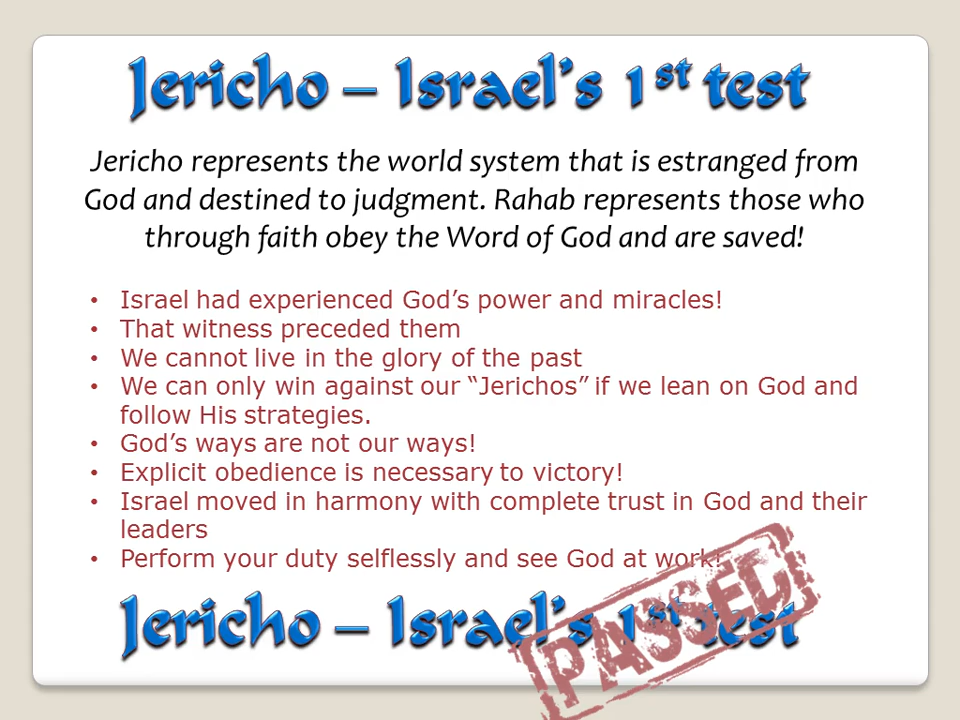 Jericho – Israel’s 1st test
Jericho represents the world system that is estranged from
God and destined to judgment. Rahab represents those who
through faith obey the Word of God and are saved!
• Israel had experienced God’s power and miracles!
• That witness preceded them
• We cannot live in the glory of the past
• We can only win against our “Jerichos” if we lean on God and
follow His strategies.
• God’s ways are not our ways!
• Explicit obedience is necessary to victory!
• Israel moved in harmony with complete trust in God and their
leaders
• Perform your duty selflessly and see God at work!
Jericho – Israel’s 1st test
PASSED